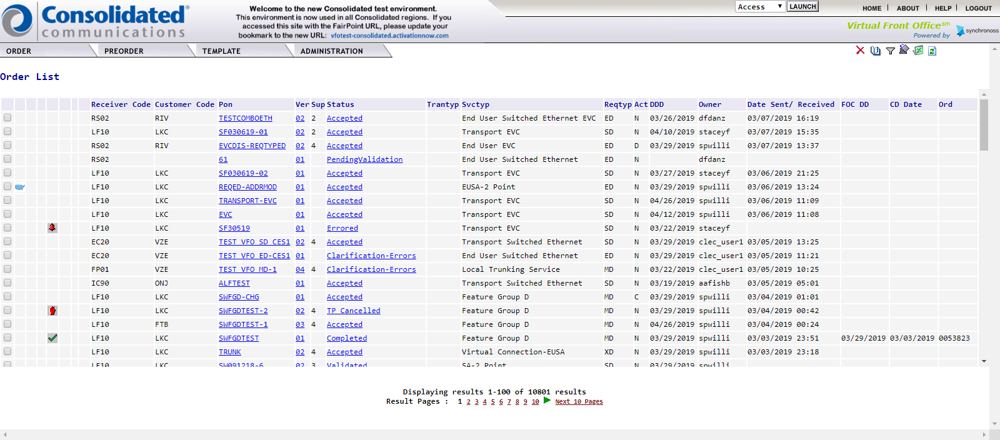 Consolidated®
communications
Welcome to the new Consolidated test environment.
This environment is now used in all Consolidated regions. If you
accessed this site with the FairPoint URL, please update your
bookmark to the new URL: vfotest-consolidated.activationnow.com
Access LAUNCH
HOME | ABOUT | HELP | LOGOUT
Virtual Front Office℠
Powered by synchronoss
ORDER PREORDER TEMPLATE ADMINISTRATION
Order List
Receiver Code Customer Code Pon Ver Sup Status Trantyp Svctyp Reqtyp Act DDD Owner Date Sent/ Received FOC DD CD Date Ord
RS02 RIV TESTCOMBOETH 02 2 Accepted End User Switched Ethernet EVC ED N 03/26/2019 dfdanz 03/07/2019 16:19
LF10 LKC SF030619-01 02 2 Accepted Transport EVC SD N 04/10/2019 staceyf 03/07/2019 15:35
RS02 RIV EVCDIS-REQTYPED 02 4 Accepted End User EVC ED D 03/29/2019 spwilli 03/07/2019 13:37
RS02 61 01 PendingValidation End User Switched Ethernet ED N dfdanz
LF10 LKC SF030619-02 01 Accepted Transport EVC SD N 03/27/2019 staceyf 03/06/2019 21:25
LF10 LKC REQED-ADDRMOD 01 Accepted EUSA-2 Point ED N 03/29/2019 spwilli 03/06/2019 13:24
LF10 LKC TRANSPORT-EVC 01 Accepted Transport EVC SD N 04/26/2019 spwilli 03/06/2019 11:09
LF10 LKC EVC 01 Accepted Transport EVC SD N 04/12/2019 spwilli 03/06/2019 11:08
LF10 LKC SF30519 01 Errored Transport EVC SD N 03/22/2019 staceyf
EC20 VZE TEST VFO SD CES1 02 4 Accepted Transport Switched Ethernet SD N 03/29/2019 clec_user1 03/05/2019 13:25
EC20 VZE TEST VFO ED-CES1 01 Clarification-Errors End User Switched Ethernet ED N 03/29/2019 clec_user1 03/05/2019 11:21
FP01 VZE TEST VFO MD-1 04 4 Clarification-Errors Local Trunking Service MD N 03/22/2019 clec_user1 03/05/2019 10:25
IC90 ONJ ALFTEST 01 Accepted Transport Switched Ethernet SD N 03/19/2019 aafishb 03/05/2019 05:01
LF10 LKC SWFGD-CHG 01 Accepted Feature Group D MD C 03/29/2019 spwilli 03/04/2019 01:01
LF10 LKC SWFGDTEST-2 02 4 TP Cancelled Feature Group D MD N 03/29/2019 spwilli 03/04/2019 00:42
LF10 FTB SWFGDTEST-1 03 4 Accepted Feature Group D MD N 04/26/2019 spwilli 03/04/2019 00:24
LF10 LKC SWFGDTEST 01 Completed Feature Group D MD N 03/29/2019 spwilli 03/03/2019 23:51 03/29/2019 03/03/2019 0053823
LF10 LKC TRUNK 02 4 Accepted Virtual Connection-EUSA XD N 03/29/2019 spwilli 03/03/2019 23:18
LF10 LKC SW091218-6 02 3 Validated SA-2 Point SD N 03/29/2019 spwilli
Displaying results 1-100 of 10801 results
Result Pages : 1 2 3 4 5 6 7 8 9 10 Next 10 Pages